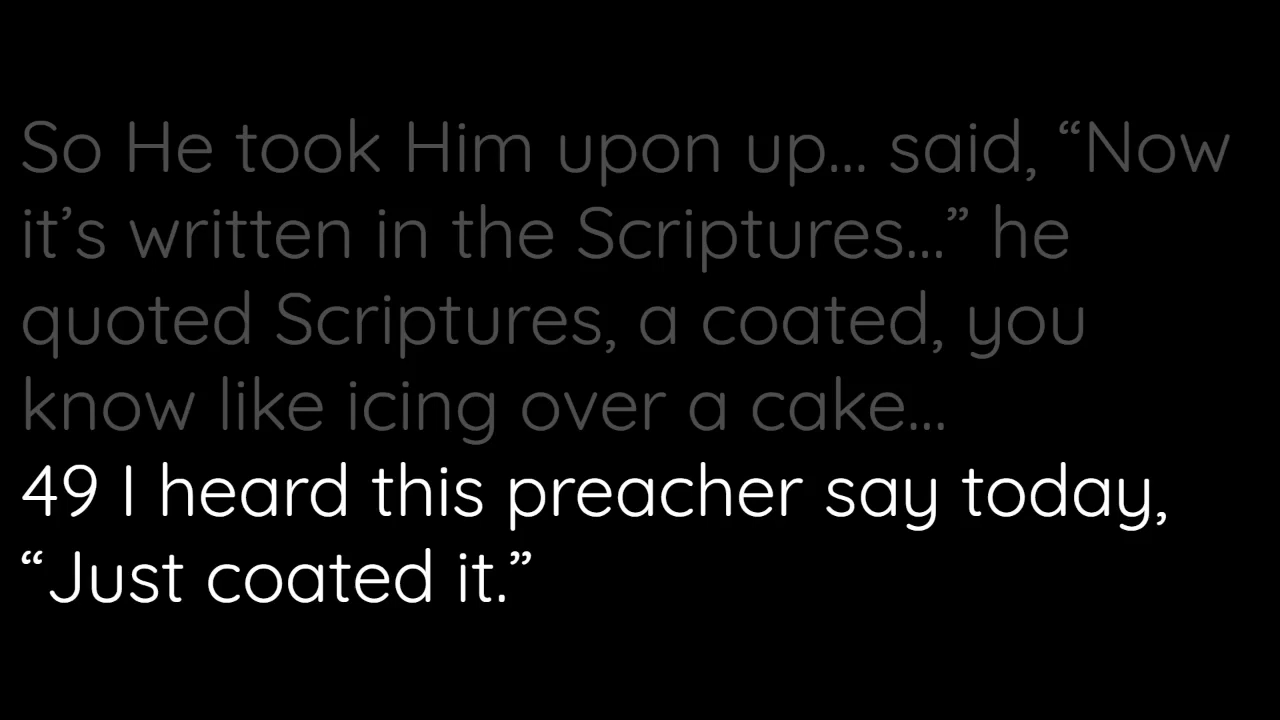 So He took Him upon up... said, “Now
it’s written in the Scriptures...” he
quoted Scriptures, a coated, you
know like icing over a cake...
49 I heard this preacher say today,
“Just coated it.”